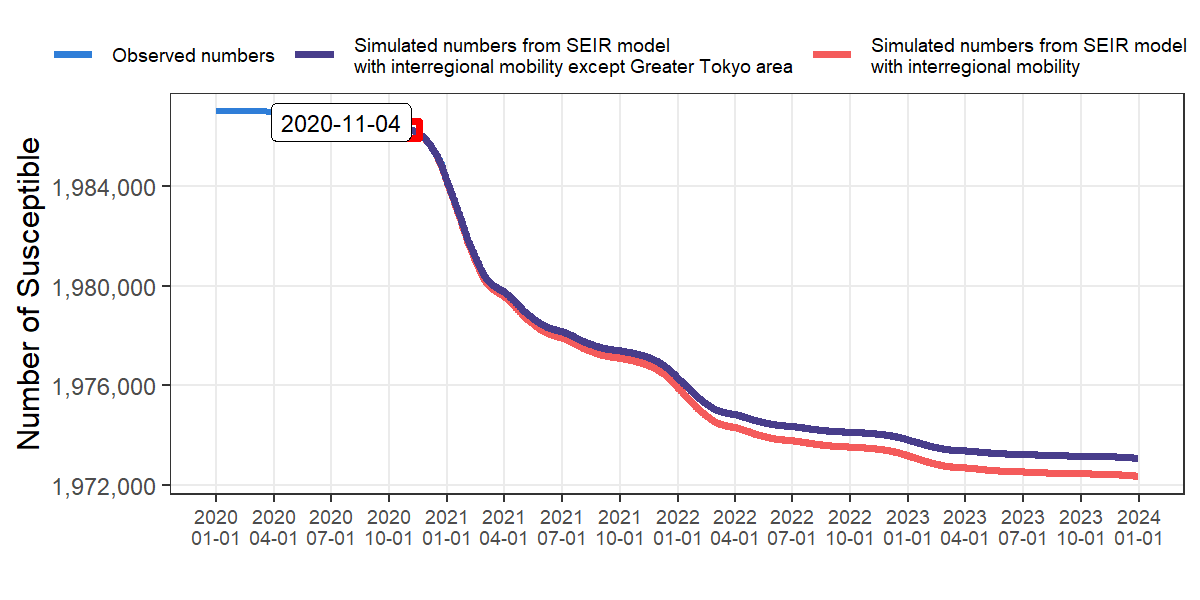 Observed numbers
Simulated numbers from SEIR model
with interregional mobility except Greater Tokyo area
Simulated numbers from SEIR model
with interregional mobility
2020-11-04
Number of Susceptible
1,984,000
1,980,000
1,976,000
1,972,000
2020 2020 2020 2020 2021 2021 2021 2021 2022 2022 2022 2022 2023 2023 2023 2023 2024
01-01 04-01 07-01 10-01 01-01 04-01 07-01 10-01 01-01 04-01 07-01 10-01 01-01 04-01 07-01 10-01 01-01